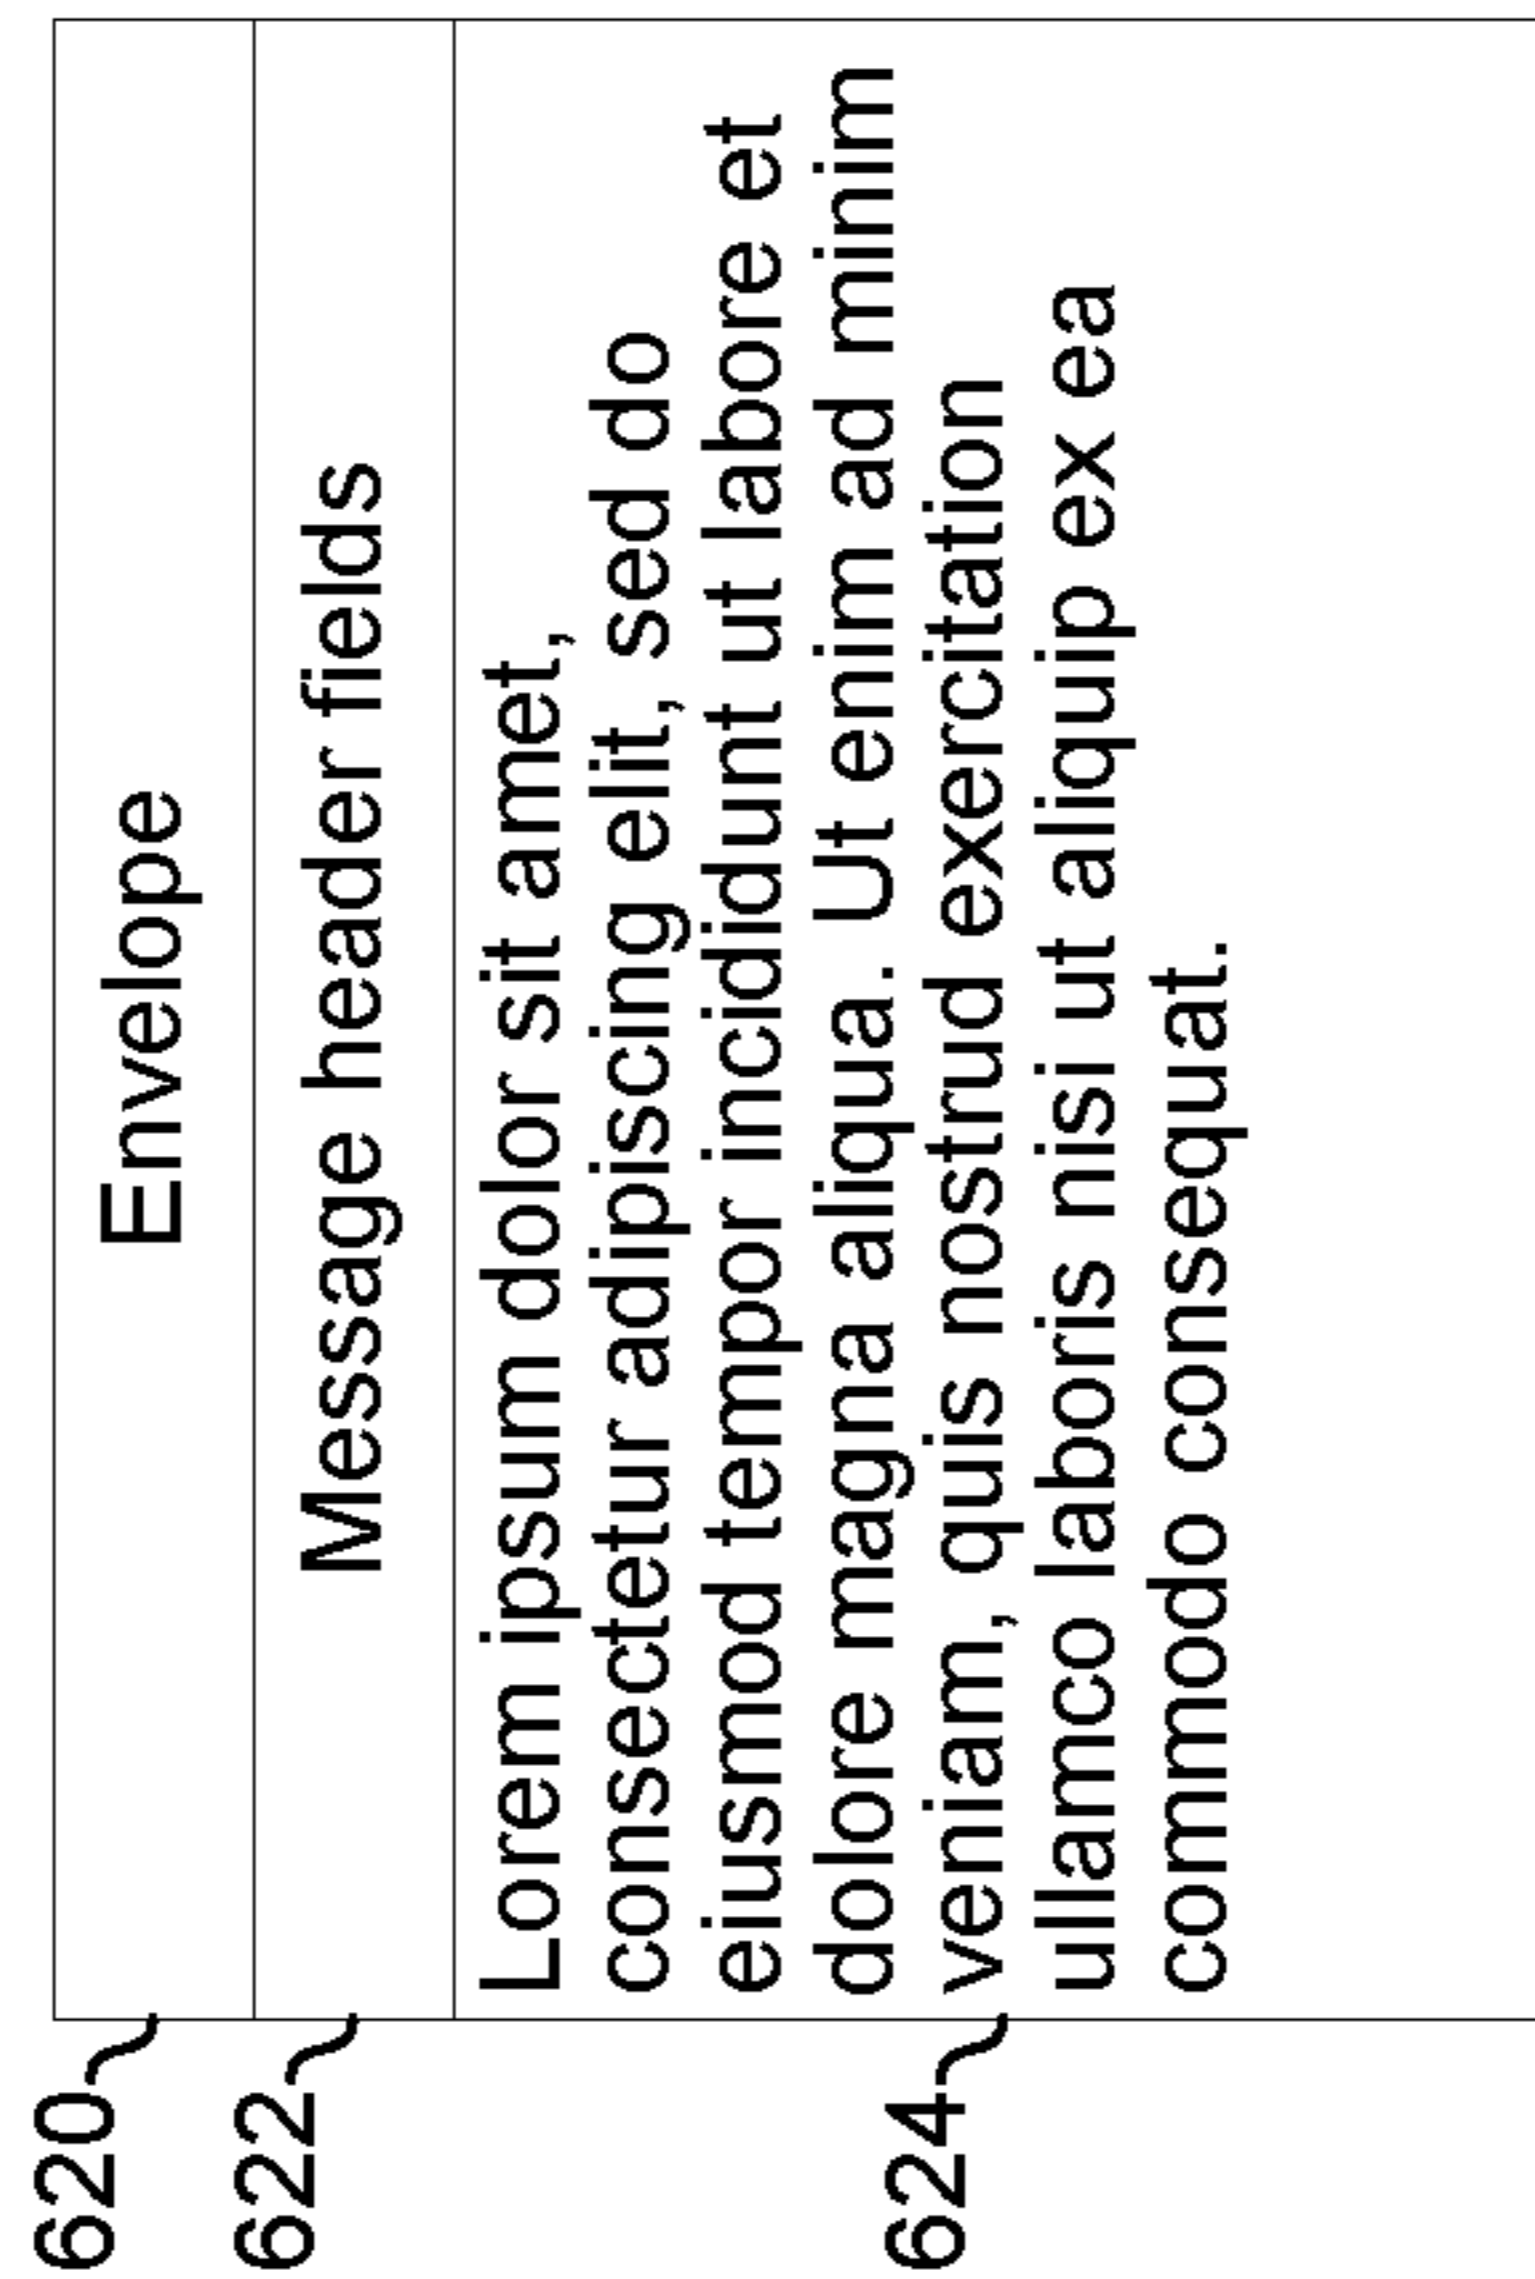 620
Envelope
622
Message header fields
624
Lorem ipsum dolor sit amet,
consectetur adipiscing elit, sed do
eiusmod tempor incididunt ut labore et
dolore magna aliqua. Ut enim ad minim
veniam, quis nostrud exercitation
ullamco laboris nisi ut aliquip ex ea
commodo consequat.